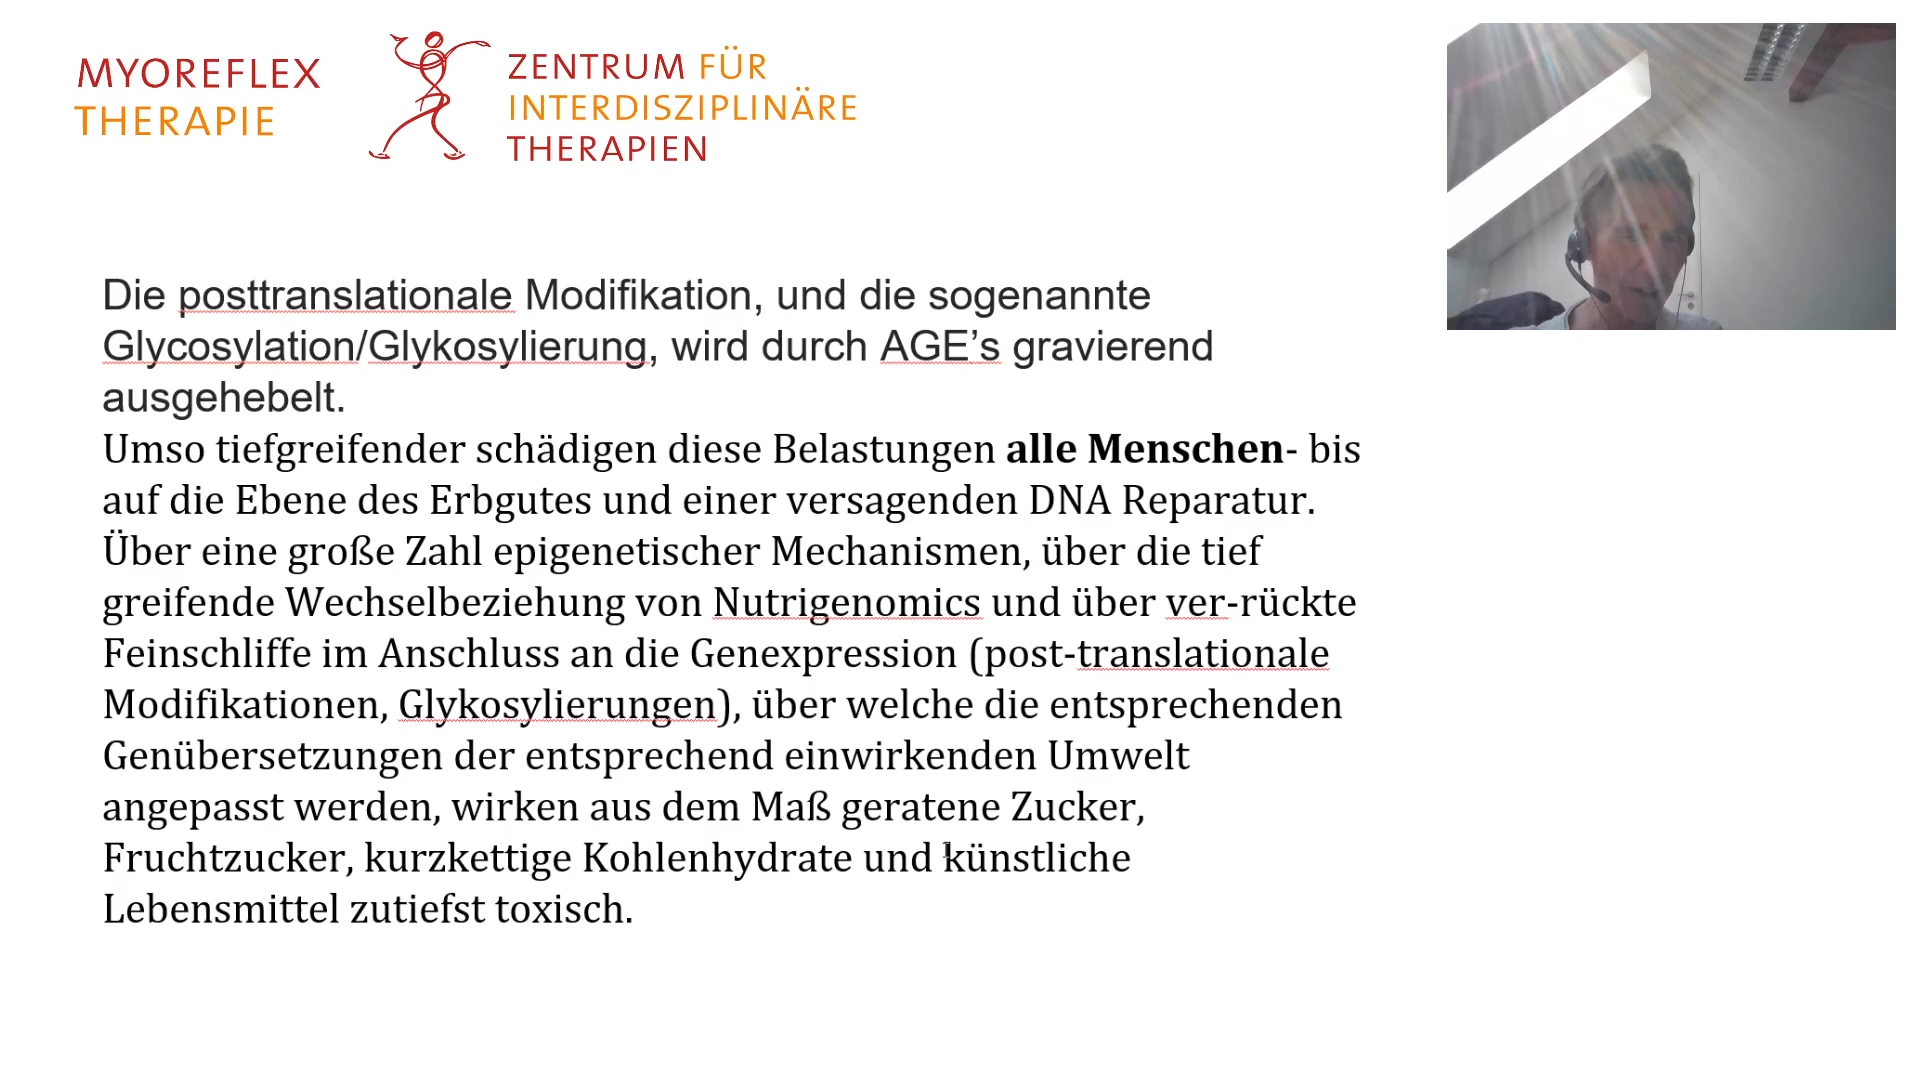 MYOREFLEX
THERAPIE
ZENTRUM FÜR
INTERDISZIPLINÄRE
THERAPIEN
Die posttranslationale Modifikation, und die sogenannte
Glycosylation/Glykosylierung, wird durch AGE’s gravierend
ausgehebelt.
Umso tiefgreifender schädigen diese Belastungen alle Menschen- bis
auf die Ebene des Erbgutes und einer versagenden DNA Reparatur.
Über eine große Zahl epigenetischer Mechanismen, über die tief
greifende Wechselbeziehung von Nutrigenomics und über ver-rückte
Feinschliffe im Anschluss an die Genexpression (post-translationale
Modifikationen, Glykosylierungen), über welche die entsprechenden
Genübersetzungen der entsprechend einwirkenden Umwelt
angepasst werden, wirken aus dem Maß geratene Zucker,
Fruchtzucker, kurzkettige Kohlenhydrate und künstliche
Lebensmittel zutiefst toxisch.